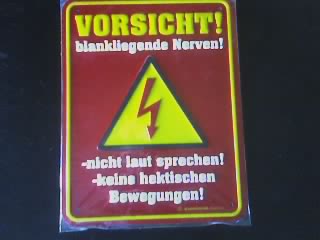 VORSICHT!
blankliegende Nerven!
-nicht laut sprechen!
-keine hektischen
Bewegungen!